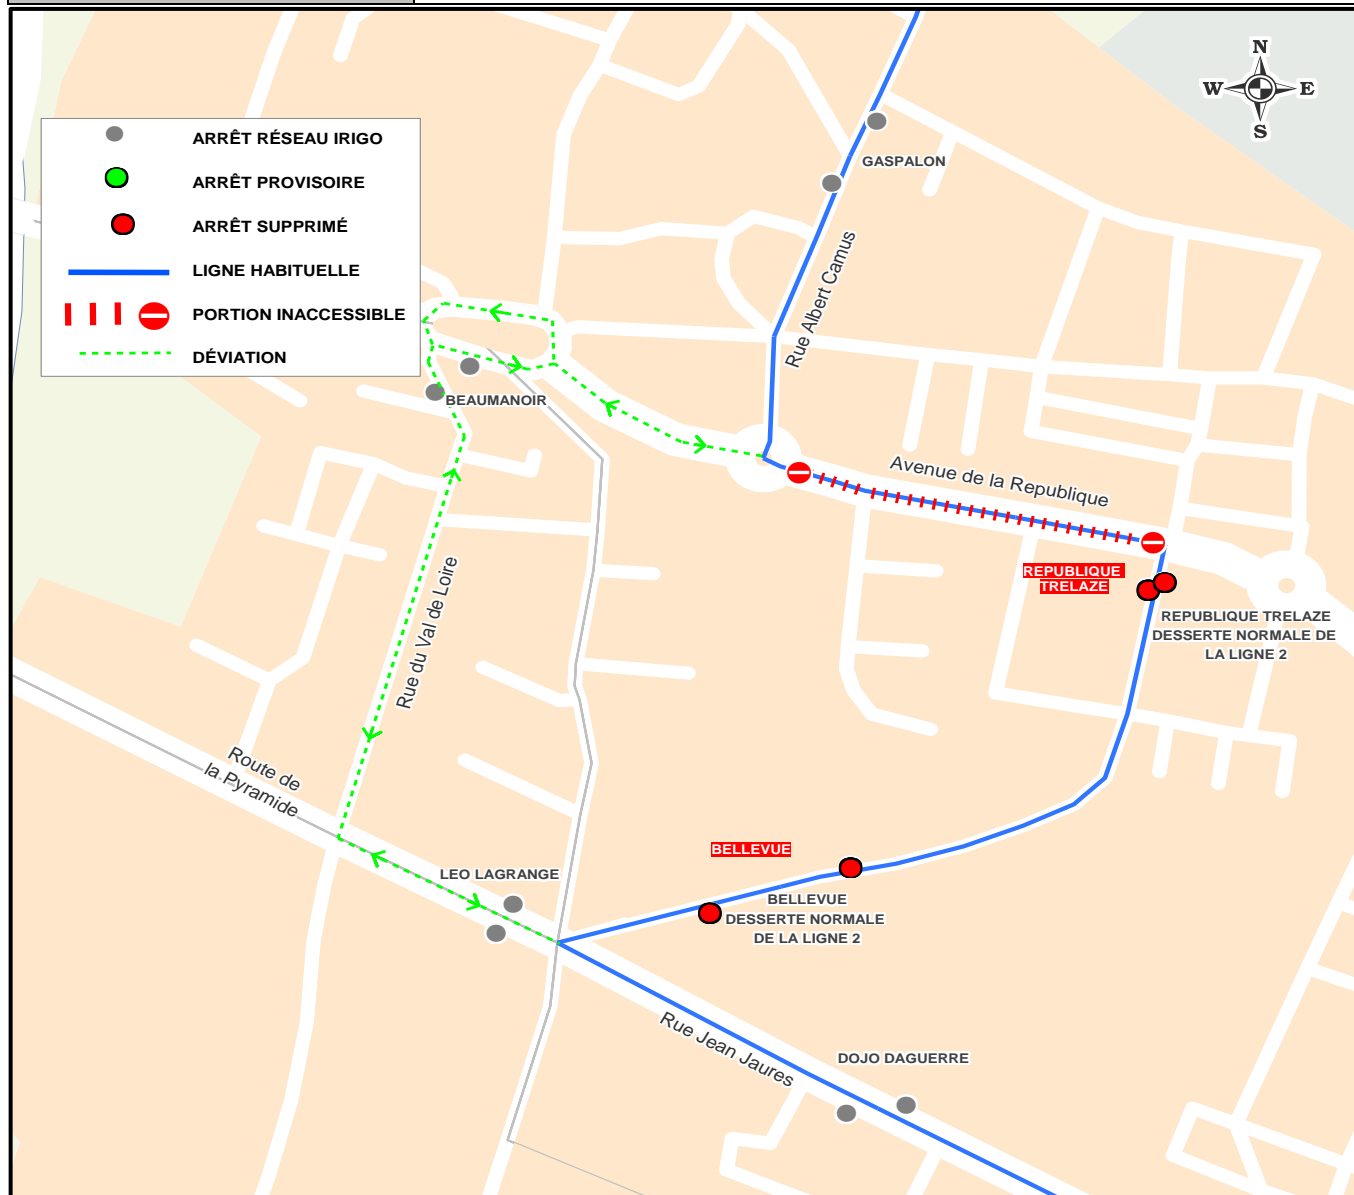 N
W E
S
ARRÊT RÉSEAU IRIGO
ARRÊT PROVISOIRE
ARRÊT SUPPRIMÉ
LIGNE HABITUELLE
PORTION INACCESSIBLE
DÉVIATION
GASPALON
Rue Albert Camus
BEAUMANOIR
Avenue de la Republique
REPUBLIQUE
TRELAZE
REPUBLIQUE TRELAZE
DESSERTE NORMALE DE
LA LIGNE 2
Rue du Val de Loire
Route de
la Pyramide
LEO LAGRANGE
BELLEVUE
BELLEVUE
DESSERTE NORMALE
DE LA LIGNE 2
Rue Jean Jaures
DOJO DAGUERRE